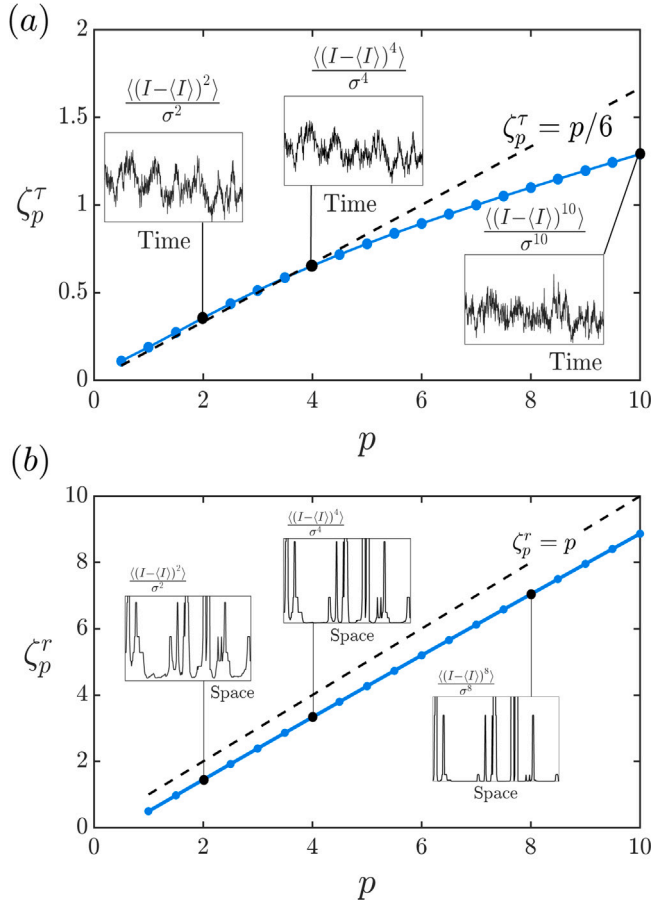 (a)
2
1.5
1
0.5
0
ζ_p^τ
⟨(I−⟨I⟩)^2⟩/σ^2
Time
⟨(I−⟨I⟩)^4⟩/σ^4
Time
ζ_p^τ = p/6
⟨(I−⟨I⟩)^10⟩/σ^10
Time
0 2 4 6 8 10
p
(b)
10
8
6
4
2
0
ζ_p^r
⟨(I−⟨I⟩)^2⟩/σ^2
Space
⟨(I−⟨I⟩)^4⟩/σ^4
Space
ζ_p^r = p
⟨(I−⟨I⟩)^8⟩/σ^8
Space
0 2 4 6 8 10
p